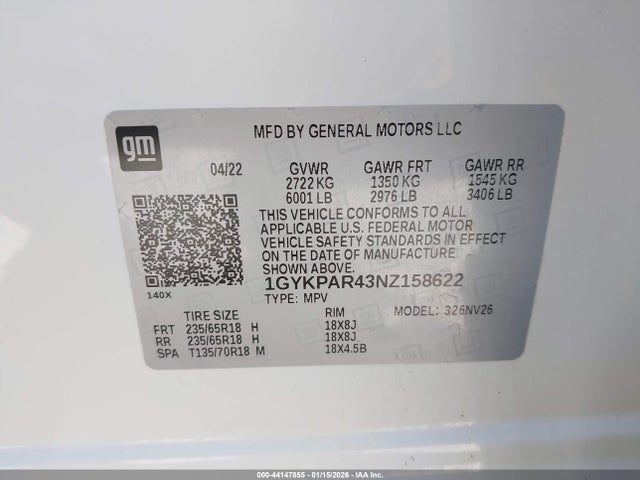 gm
MFD BY GENERAL MOTORS LLC
04/22 GVWR GAWR FRT GAWR RR
2722 KG 1350 KG 1545 KG
6001 LB 2976 LB 3406 LB
THIS VEHICLE CONFORMS TO ALL
APPLICABLE U.S. FEDERAL MOTOR
VEHICLE SAFETY STANDARDS IN EFFECT
ON THE DATE OF MANUFACTURE
SHOWN ABOVE.
140X
1GYKPAR43NZ158622
TYPE: MPV MODEL: 326NV26
TIRE SIZE RIM
FRT 235/65R18 H 18X8J
RR 235/65R18 H 18X8J
SPA T135/70R18 M 18X4.5B
000-44147855 - 01/15/2026 - IAA Inc.